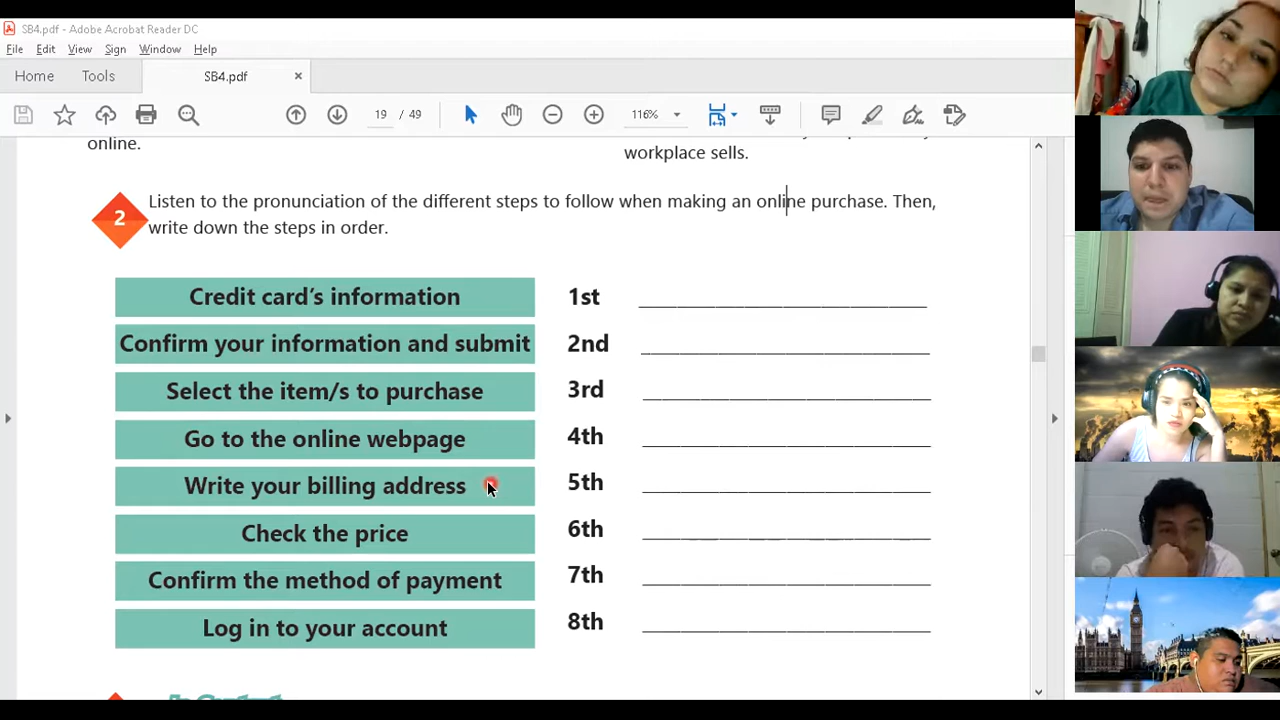 SB4.pdf - Adobe Acrobat Reader DC
File Edit View Sign Window Help
Home Tools SB4.pdf ×
19 / 49 116%
online.
workplace sells.
2 Listen to the pronunciation of the different steps to follow when making an online purchase. Then,
write down the steps in order.
Credit card's information 1st
Confirm your information and submit 2nd
Select the item/s to purchase 3rd
Go to the online webpage 4th
Write your billing address 5th
Check the price 6th
Confirm the method of payment 7th
Log in to your account 8th